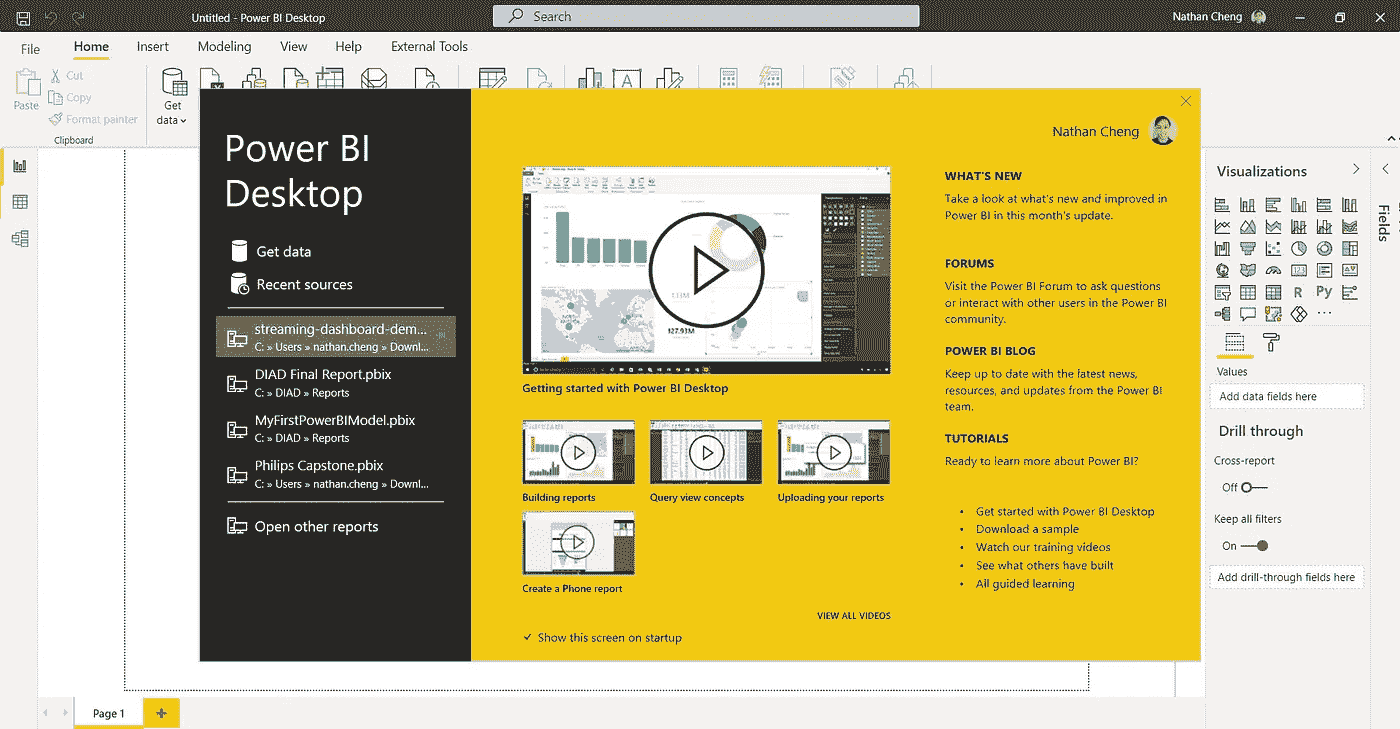 Untitled - Power BI Desktop
Search
Nathan Cheng
File
Home
Insert
Modeling
View
Help
External Tools
Paste
Cut
Copy
Format painter
Clipboard
Get
data
Power BI
Desktop
Get data
Recent sources
streaming-dashboard-dem...
C: » Users » nathan.cheng » Downl...
DIAD Final Report.pbix
C: » DIAD » Reports
MyFirstPowerBIModel.pbix
C: » DIAD » Reports
Philips Capstone.pbix
C: » Users » nathan.cheng » Downl...
Open other reports
Nathan Cheng
Getting started with Power BI Desktop
Building reports
Query view concepts
Uploading your reports
Create a Phone report
VIEW ALL VIDEOS
Show this screen on startup
WHAT'S NEW
Take a look at what's new and improved in
Power BI in this month's update.
FORUMS
Visit the Power BI Forum to ask questions
or interact with other users in the Power BI
community.
POWER BI BLOG
Keep up to date with the latest news,
resources, and updates from the Power BI
team.
TUTORIALS
Ready to learn more about Power BI?
• Get started with Power BI Desktop
• Download a sample
• Watch our training videos
• See what others have built
• All guided learning
Visualizations
Fields
R
Py
Values
Add data fields here
Drill through
Cross-report
Off
Keep all filters
On
Add drill-through fields here
Page 1